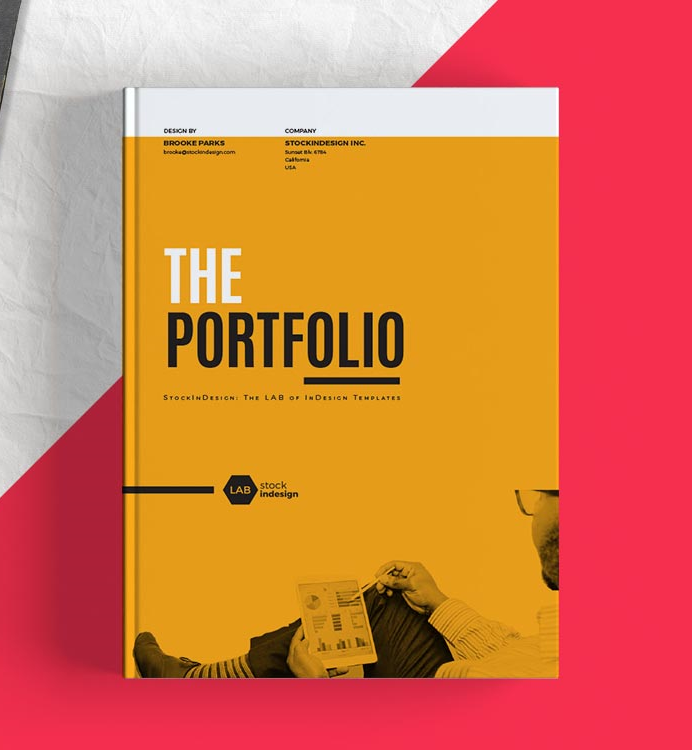 DESIGN BY
BROOKE PARKS
brooke@stockindesign.com
COMPANY
STOCKINDESIGN INC.
Sunset Blv. 6784
California
USA
THE
PORTFOLIO
StockInDesign: The LAB of InDesign Templates
LAB
stock
indesign